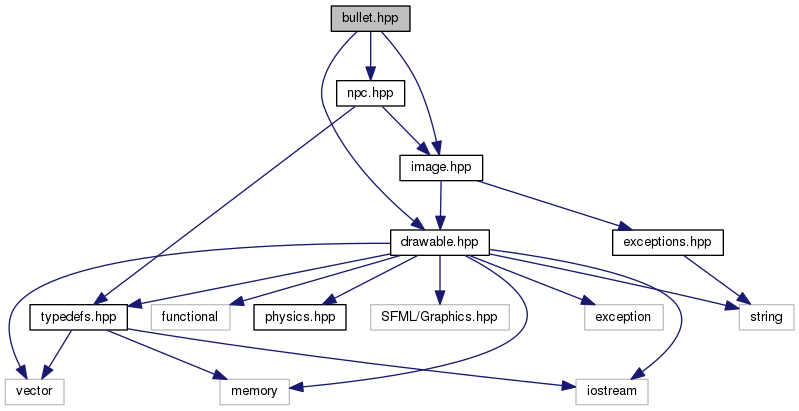 bullet.hpp
npc.hpp
image.hpp
drawable.hpp
exceptions.hpp
typedefs.hpp
functional
physics.hpp
SFML/Graphics.hpp
exception
string
vector
memory
iostream